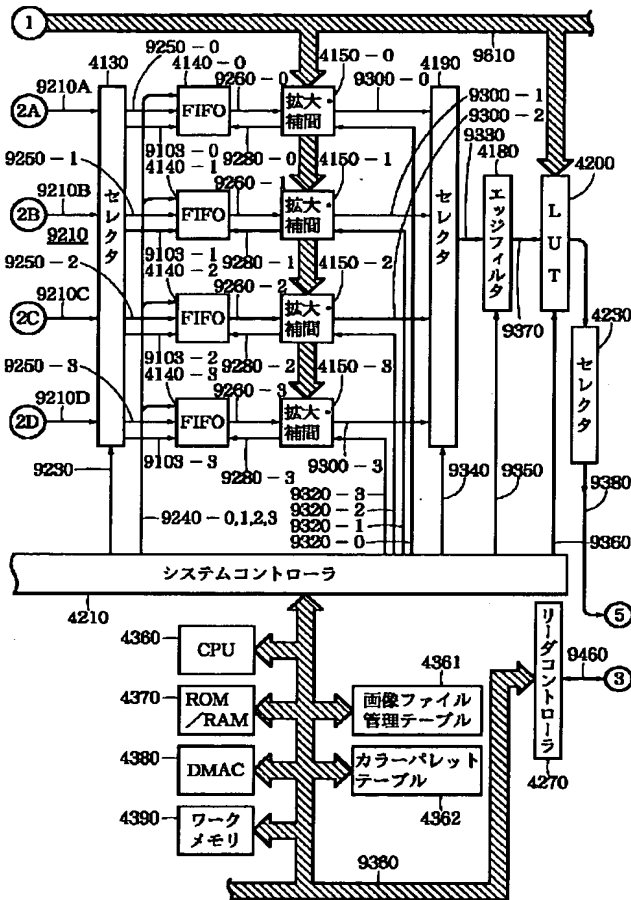 1
4130
9250-0
4140-0
9260-0
4150-0
9300-0
4190
9610
9300-1
9300-2
9330
4180
4200
9210A
2A
FIFO
拡大
補間
9103-0
4140-1
9280-0
9260-1
4150-1
9250-1
9210B
2B
9210
セレクタ
FIFO
拡大
補間
セレクタ
エッジフィルタ
LUT
9370
9103-1
4140-2
9280-1
9260-2
4150-2
9250-2
9210C
2C
FIFO
拡大
補間
4230
セレクタ
9103-2
4140-3
9280-2
9260-3
4150-3
9250-3
9210D
2D
FIFO
拡大
補間
9103-3
9280-3
9300-3
9230
9240-0,1,2,3
9320-3
9320-2
9320-1
9320-0
9340
9350
9380
9360
システムコントローラ
4210
5
4360
CPU
4370
ROM
／RAM
4380
DMAC
4390
ワーク
メモリ
4361
画像ファイル
管理テーブル
カラーパレット
テーブル
4362
リーダコントローラ
9460
3
4270
9360